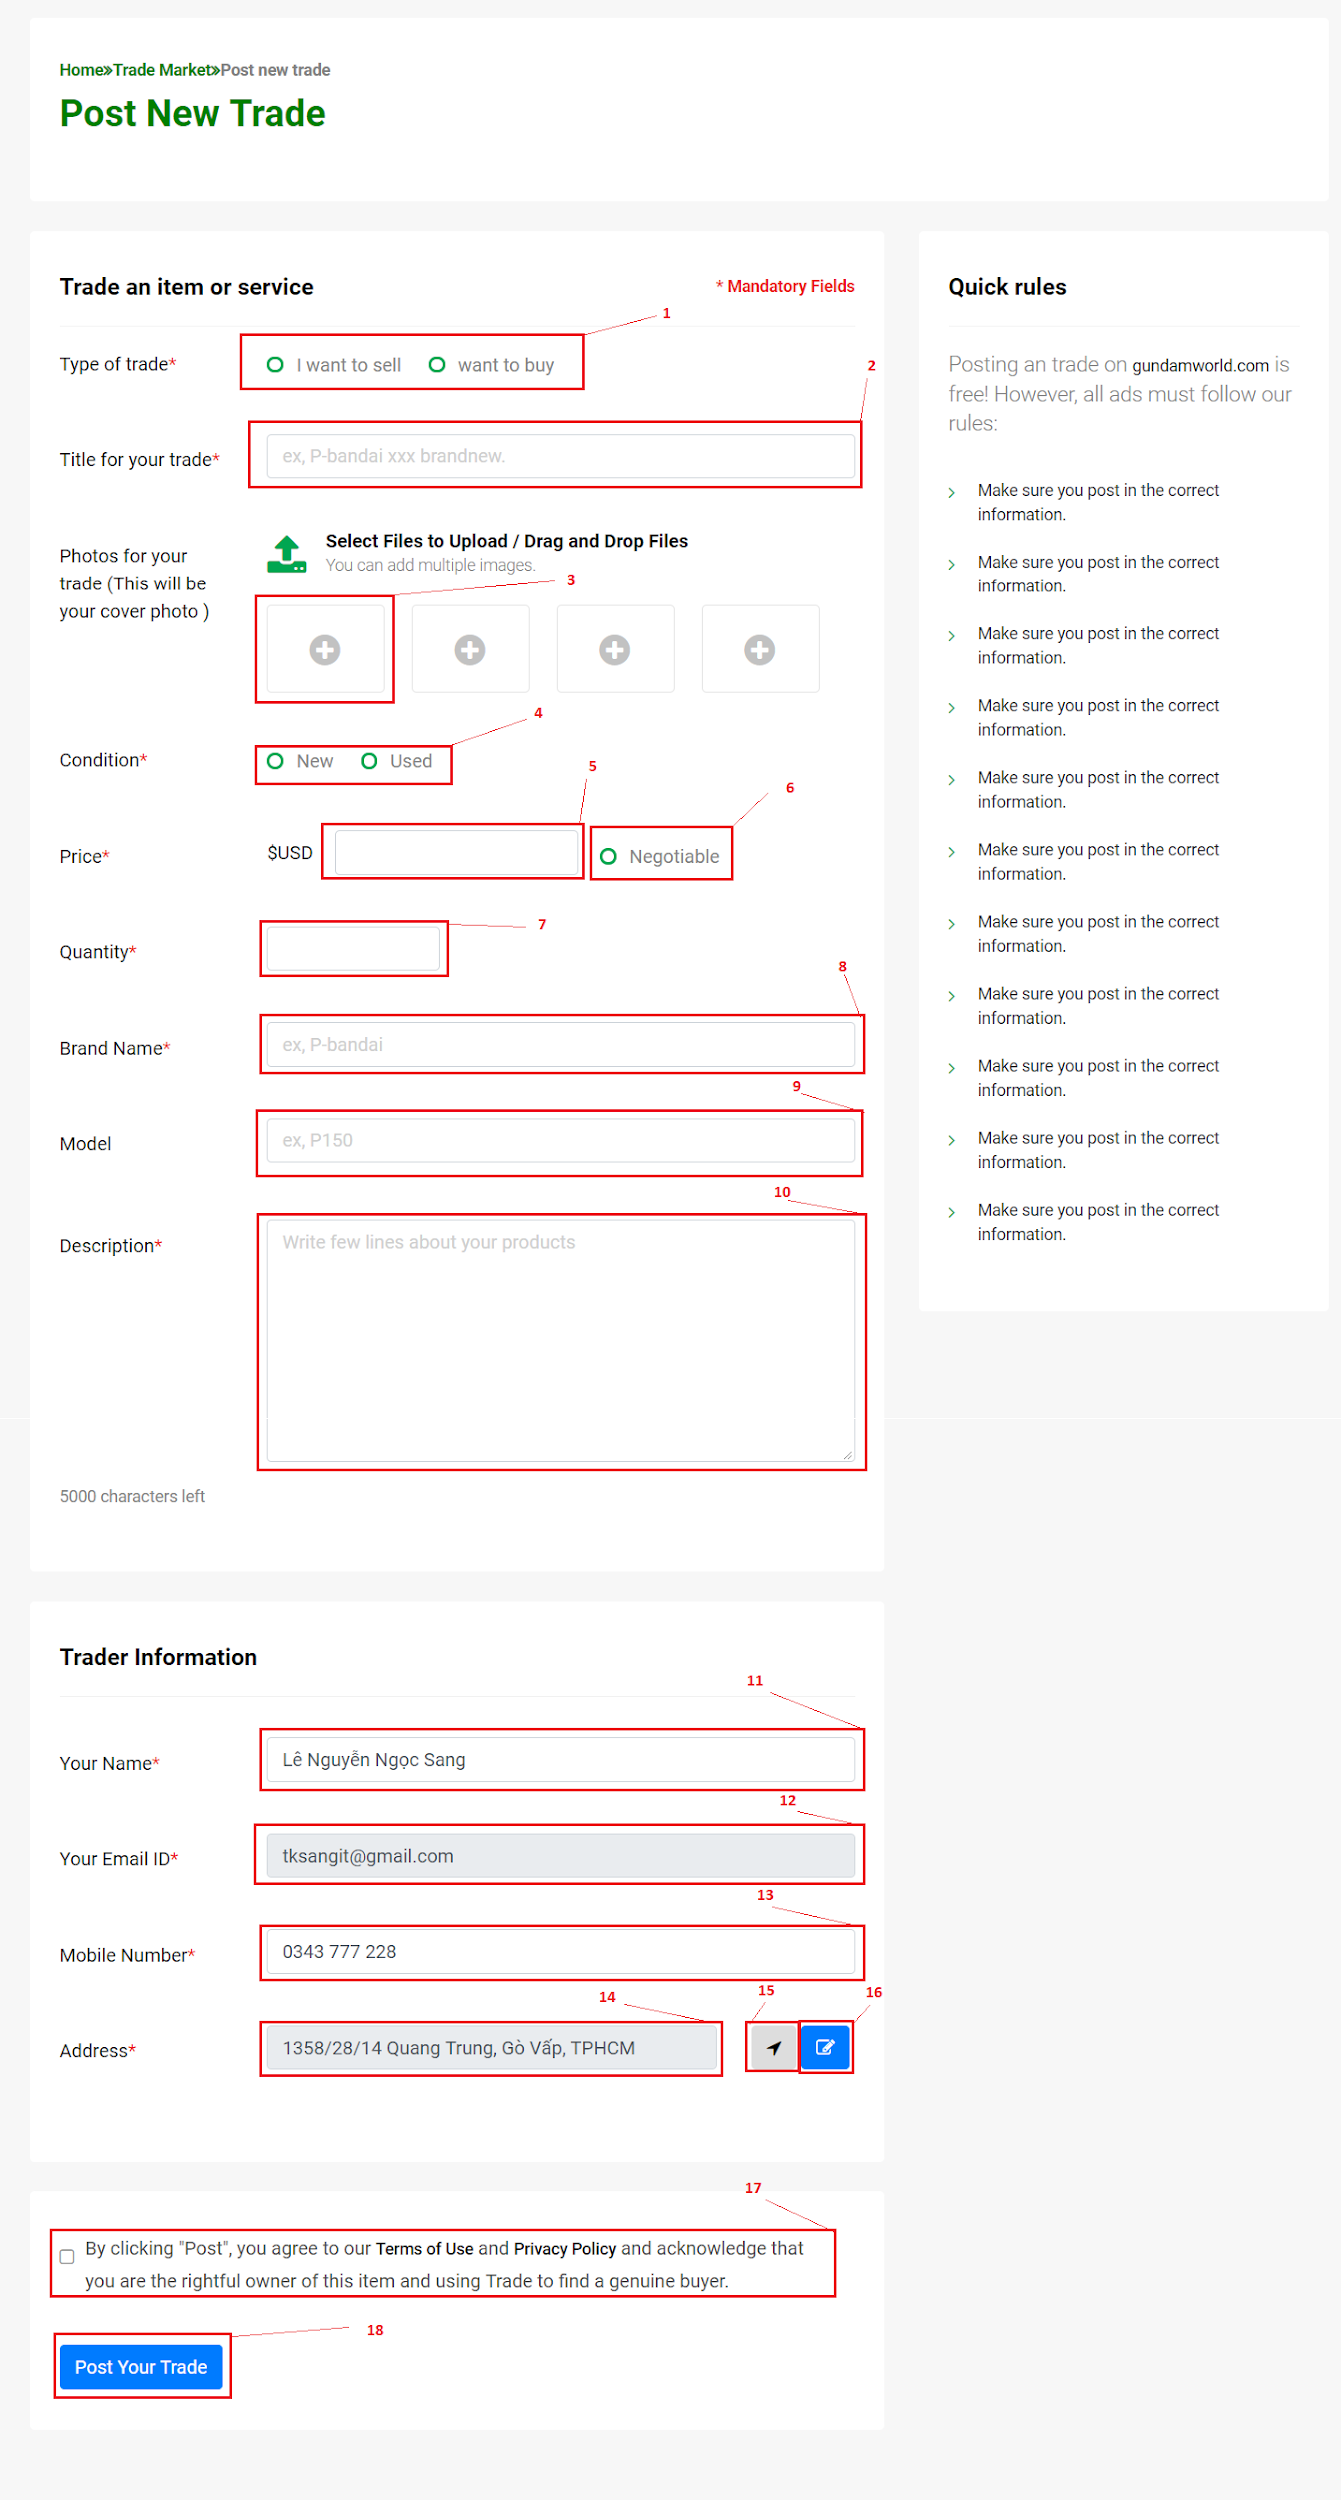 Home»Trade Market»Post new trade
Post New Trade
Trade an item or service
* Mandatory Fields
1
Type of trade*
I want to sell
want to buy
2
Title for your trade*
ex, P-bandai xxx brandnew.
Photos for your
trade (This will be
your cover photo )
Select Files to Upload / Drag and Drop Files
You can add multiple images.
3
4
Condition*
New
Used
5
6
Price*
$USD
Negotiable
7
Quantity*
8
Brand Name*
ex, P-bandai
9
Model
ex, P150
10
Description*
Write few lines about your products
5000 characters left
Quick rules
Posting an trade on gundamworld.com is
free! However, all ads must follow our
rules:
Make sure you post in the correct
information.
Make sure you post in the correct
information.
Make sure you post in the correct
information.
Make sure you post in the correct
information.
Make sure you post in the correct
information.
Make sure you post in the correct
information.
Make sure you post in the correct
information.
Make sure you post in the correct
information.
Make sure you post in the correct
information.
Make sure you post in the correct
information.
Make sure you post in the correct
information.
Trader Information
11
Your Name*
Lê Nguyễn Ngọc Sang
12
Your Email ID*
tksangit@gmail.com
13
Mobile Number*
0343 777 228
14
15
16
Address*
1358/28/14 Quang Trung, Gò Vấp, TPHCM
17
By clicking "Post", you agree to our Terms of Use and Privacy Policy and acknowledge that
you are the rightful owner of this item and using Trade to find a genuine buyer.
18
Post Your Trade